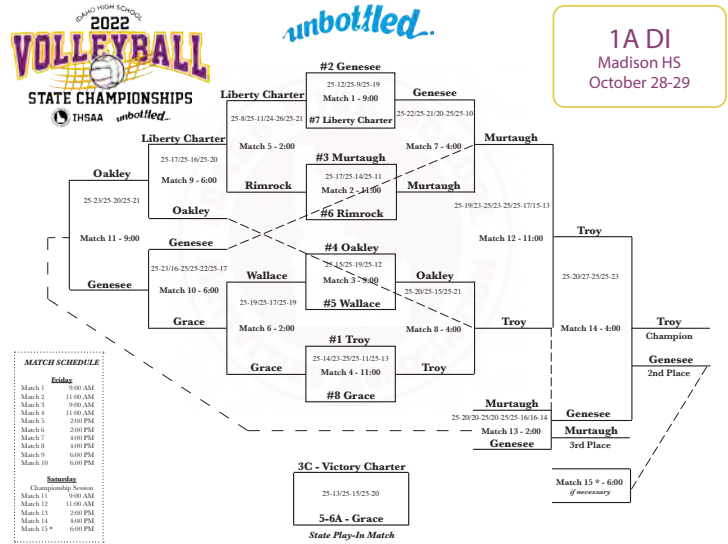 IDAHO HIGH SCHOOL
2022
VOLLEYBALL
STATE CHAMPIONSHIPS
IHSAA unbottled.
unbottled.
1A DI
Madison HS
October 28-29
#2 Genesee
25-12/25-9/25-19
Match 1 - 9:00
#7 Liberty Charter
Liberty Charter
25-8/25-11/24-26/25-21
Match 5 - 2:00
Rimrock
Genesee
25-22/25-21/20-25/25-10
Match 7 - 4:00
Murtaugh
#3 Murtaugh
25-17/25-14/25-11
Match 2 - 11:00
#6 Rimrock
Liberty Charter
25-17/25-16/25-20
Match 9 - 6:00
Oakley
Murtaugh
25-19/23-25/23-25/25-17/15-13
Match 12 - 11:00
Troy
Oakley
25-23/25-20/25-21
Match 11 - 9:00
Genesee
Genesee
25-23/16-25/25-22/25-17
Match 10 - 6:00
Grace
#4 Oakley
25-15/25-19/25-12
Match 3 - 9:00
#5 Wallace
Wallace
25-19/25-17/25-19
Match 6 - 2:00
Grace
Oakley
25-20/25-15/25-21
Match 8 - 4:00
Troy
#1 Troy
25-14/23-25/25-11/25-13
Match 4 - 11:00
#8 Grace
Troy
25-20/27-25/25-23
Match 14 - 4:00
Genesee
Troy
Champion
Genesee
2nd Place
Murtaugh
25-20/20-25/20-25/25-16/16-14
Match 13 - 2:00
Genesee
Murtaugh
3rd Place
Match 15 * - 6:00
if necessary
MATCH SCHEDULE
Friday
Match 1 9:00 AM
Match 2 11:00 AM
Match 3 9:00 AM
Match 4 11:00 AM
Match 5 2:00 PM
Match 6 2:00 PM
Match 7 4:00 PM
Match 8 4:00 PM
Match 9 6:00 PM
Match 10 6:00 PM
Saturday
Championship Session
Match 11 9:00 AM
Match 12 11:00 AM
Match 13 2:00 PM
Match 14 4:00 PM
Match 15 * 6:00 PM
3C - Victory Charter
25-13/25-15/25-20
5-6A - Grace
State Play-In Match